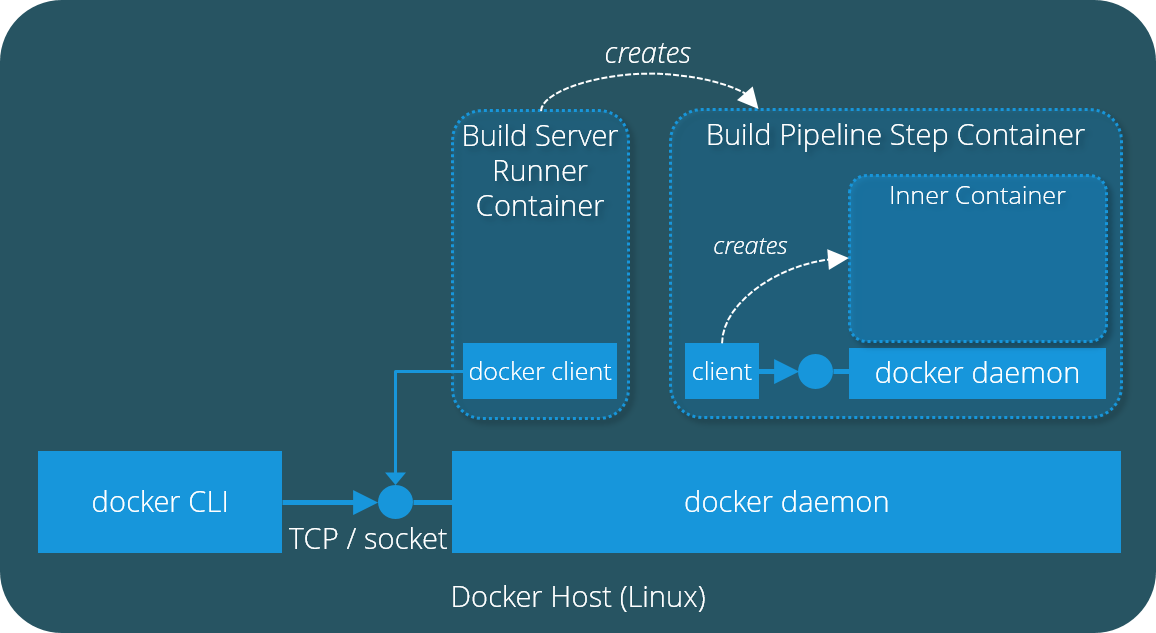 creates
Build Server
Runner
Container
Build Pipeline Step Container
Inner Container
creates
docker client
client
docker daemon
docker CLI
TCP / socket
docker daemon
Docker Host (Linux)